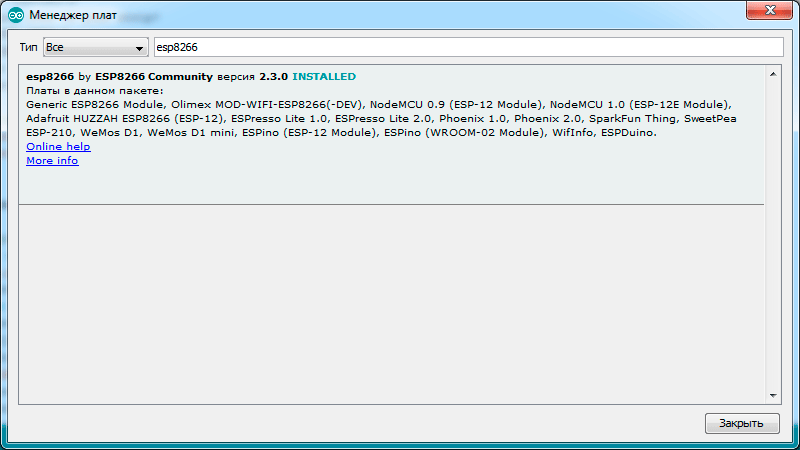 Менеджер плат
Тип Все esp8266
esp8266 by ESP8266 Community версия 2.3.0 INSTALLED
Платы в данном пакете:
Generic ESP8266 Module, Olimex MOD-WIFI-ESP8266(-DEV), NodeMCU 0.9 (ESP-12 Module), NodeMCU 1.0 (ESP-12E Module),
Adafruit HUZZAH ESP8266 (ESP-12), ESPresso Lite 1.0, ESPresso Lite 2.0, Phoenix 1.0, Phoenix 2.0, SparkFun Thing, SweetPea
ESP-210, WeMos D1, WeMos D1 mini, ESPino (ESP-12 Module), ESPino (WROOM-02 Module), WifInfo, ESPDuino.
Online help
More info
Закрыть